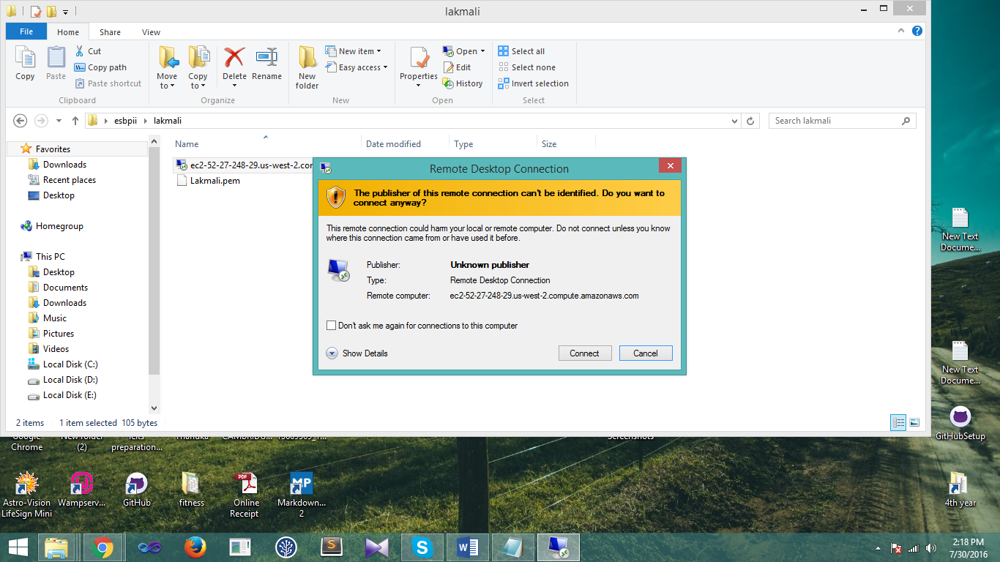 lakmali
File Home Share View
Copy
Paste
Cut
Copy path
Paste shortcut
Clipboard
Move to
Copy to
Delete
Rename
Organize
New folder
New item
Easy access
New
Properties
Open
Edit
History
Open
Select all
Select none
Invert selection
Select
esbpii lakmali
Search lakmali
Favorites
Downloads
Recent places
Desktop
Homegroup
This PC
Desktop
Documents
Downloads
Music
Pictures
Videos
Local Disk (C:)
Local Disk (D:)
Local Disk (E:)
Name Date modified Type Size
ec2-52-27-248-29.us-west-2.con
Lakmali.pem
2 items 1 item selected 105 bytes
Remote Desktop Connection
The publisher of this remote connection can't be identified. Do you want to
connect anyway?
This remote connection could harm your local or remote computer. Do not connect unless you know
where this connection came from or have used it before.
Publisher: Unknown publisher
Type: Remote Desktop Connection
Remote computer: ec2-52-27-248-29.us-west-2.compute.amazonaws.com
Don't ask me again for connections to this computer
Show Details
Connect
Cancel
New Text
Docume...
New Text
Docume...
GitHubSetup
4th year
Google
Chrome
New folder
(2)
ielts
preparation...
Screenshots
Astro-Vision
LifeSign Mini
Wampserv...
GitHub
fitness
PDF
Online
Receipt
MP
Markdown...
2
2:18 PM
7/30/2016